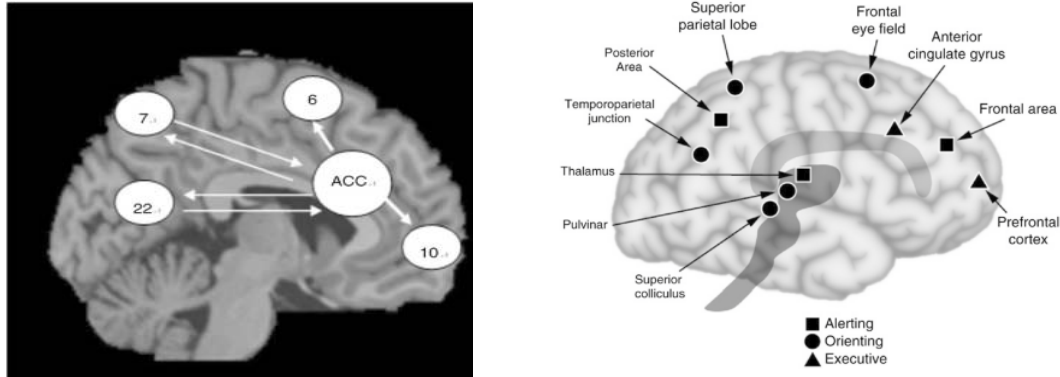 6
7
ACC
22
10
Superior
parietal lobe
Frontal
eye field
Anterior
cingulate gyrus
Posterior
Area
Temporoparietal
junction
Frontal area
Thalamus
Pulvinar
Prefrontal
cortex
Superior
colliculus
Alerting
Orienting
Executive